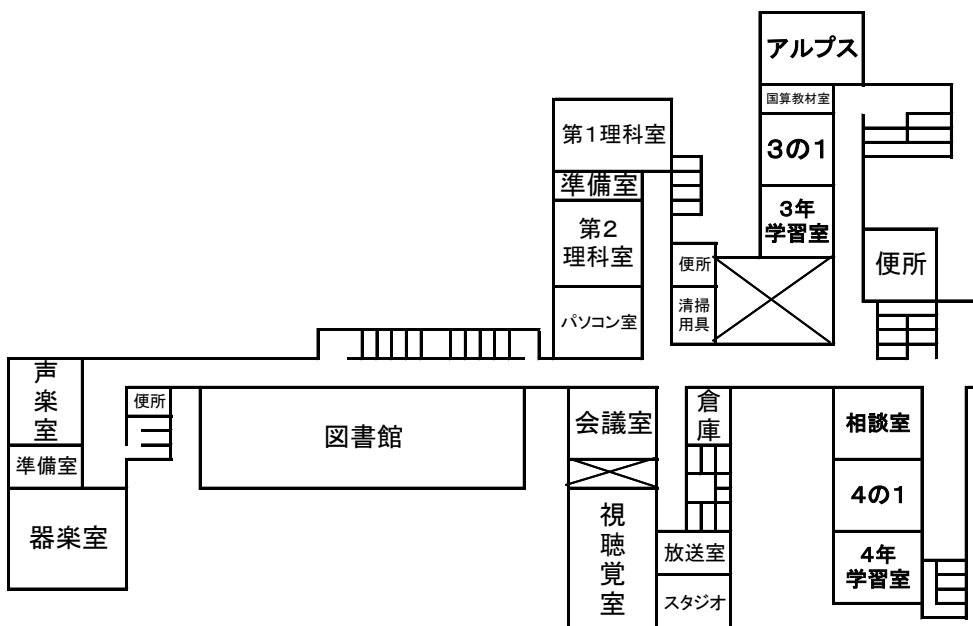 アルプス
国算教材室
第1理科室
3の1
準備室
3年
学習室
第2
理科室
便所
便所
清掃
用具
パソコン室
声楽室
便所
倉庫
会議室
相談室
図書館
準備室
4の1
器楽室
視聴覚室
放送室
4年
学習室
スタジオ